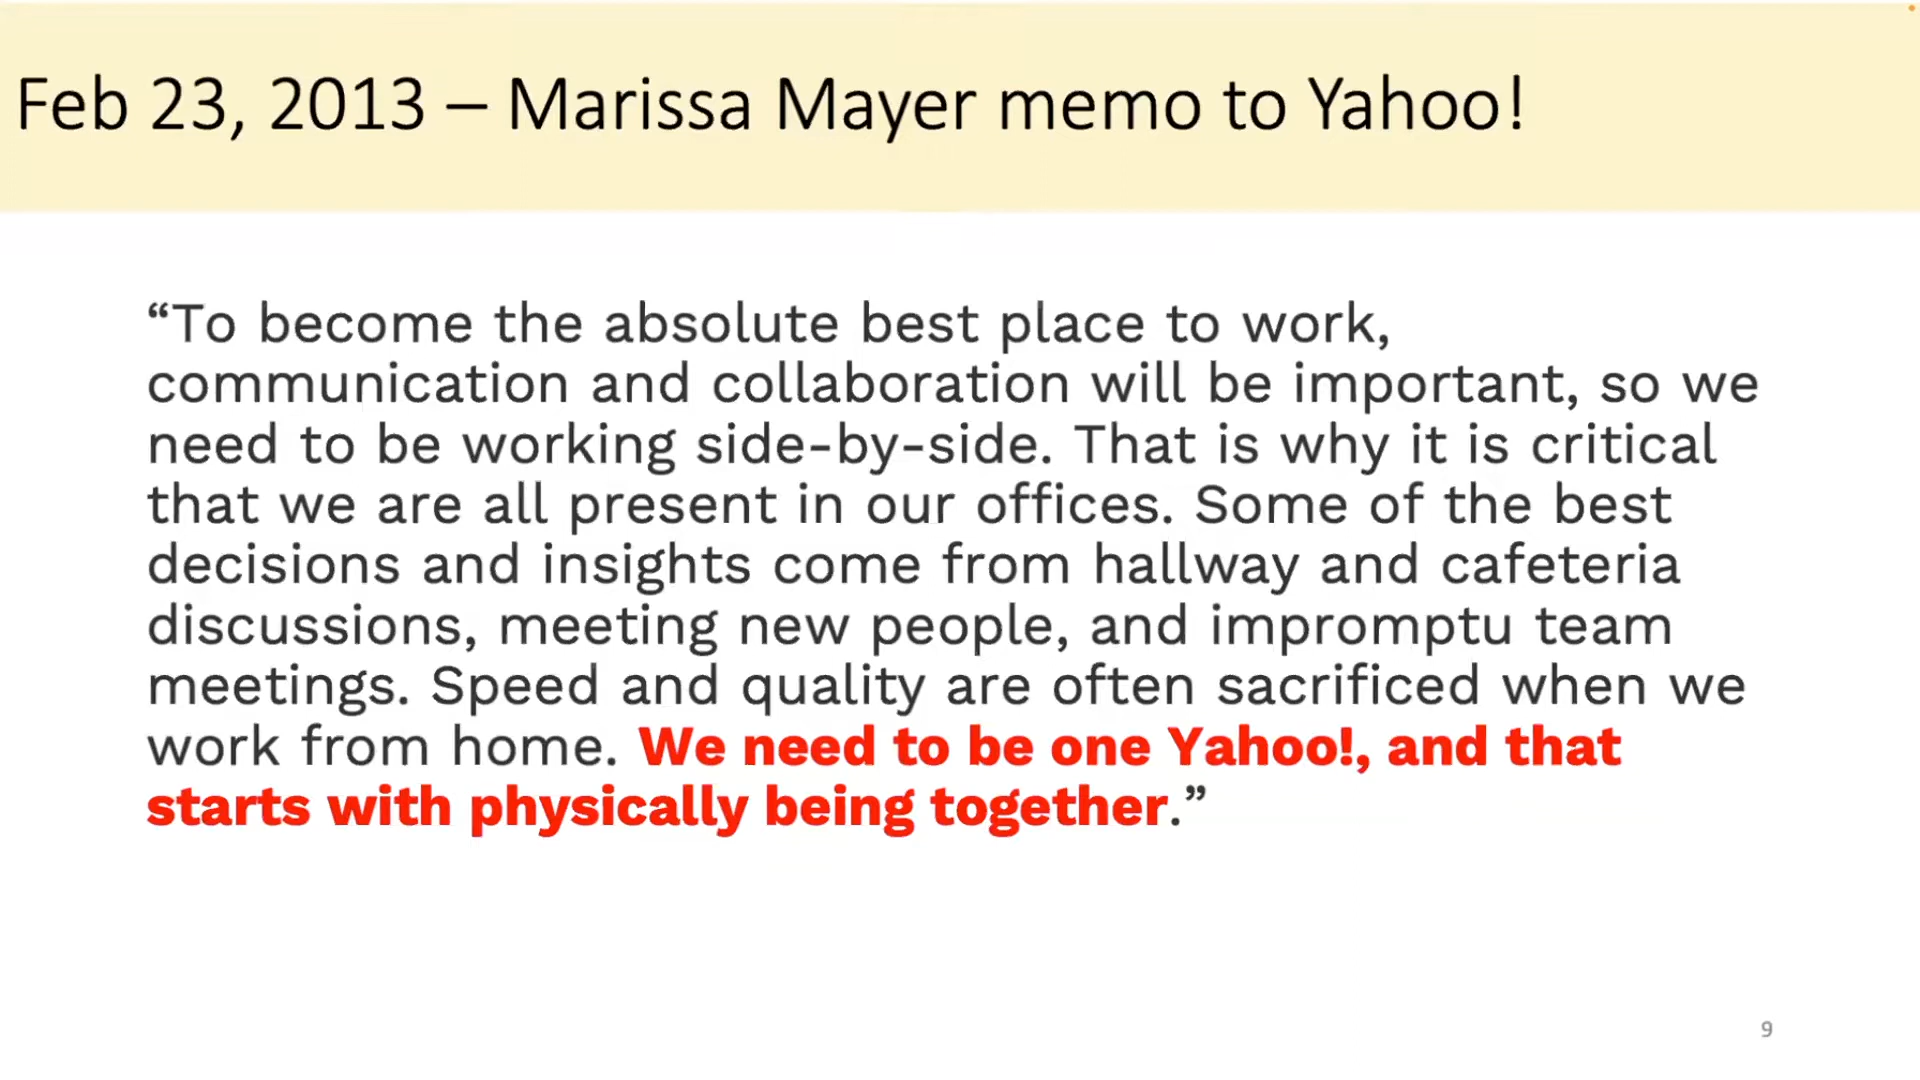 Feb 23, 2013 – Marissa Mayer memo to Yahoo!
“To become the absolute best place to work,
communication and collaboration will be important, so we
need to be working side-by-side. That is why it is critical
that we are all present in our offices. Some of the best
decisions and insights come from hallway and cafeteria
discussions, meeting new people, and impromptu team
meetings. Speed and quality are often sacrificed when we
work from home. We need to be one Yahoo!, and that
starts with physically being together.”
9